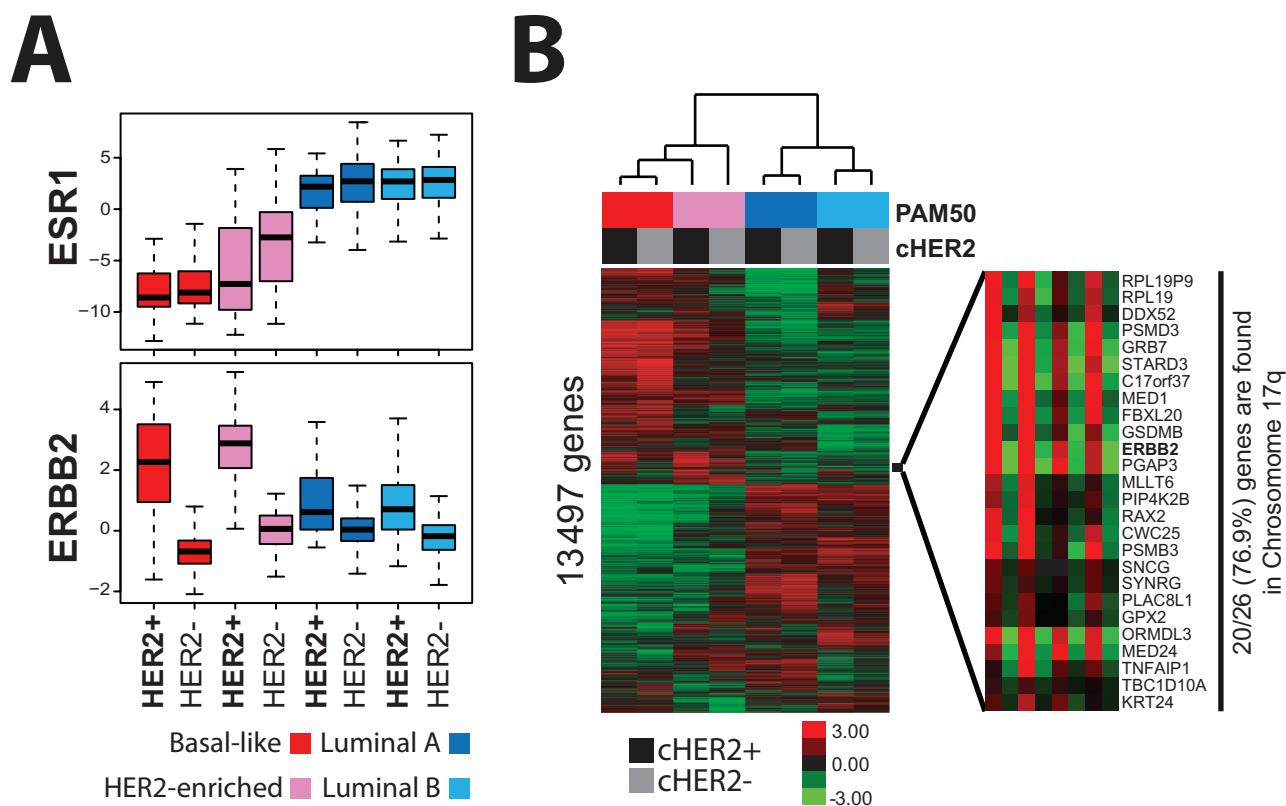 A
B
ESR1
5
0
−5
−10
ERBB2
4
2
0
−2
HER2+
HER2-
HER2+
HER2-
HER2+
HER2-
HER2+
HER2-
Basal-like
Luminal A
HER2-enriched
Luminal B
PAM50
cHER2
13497 genes
RPL19P9
RPL19
DDX52
PSMD3
GRB7
STARD3
C17orf37
MED1
FBXL20
GSDMB
ERBB2
PGAP3
MLLT6
PIP4K2B
RAX2
CWC25
PSMB3
SNCG
SYNRG
PLAC8L1
GPX2
ORMDL3
MED24
TNFAIP1
TBC1D10A
KRT24
20/26 (76.9%) genes are found
in Chromosome 17q
cHER2+
cHER2-
3.00
0.00
-3.00